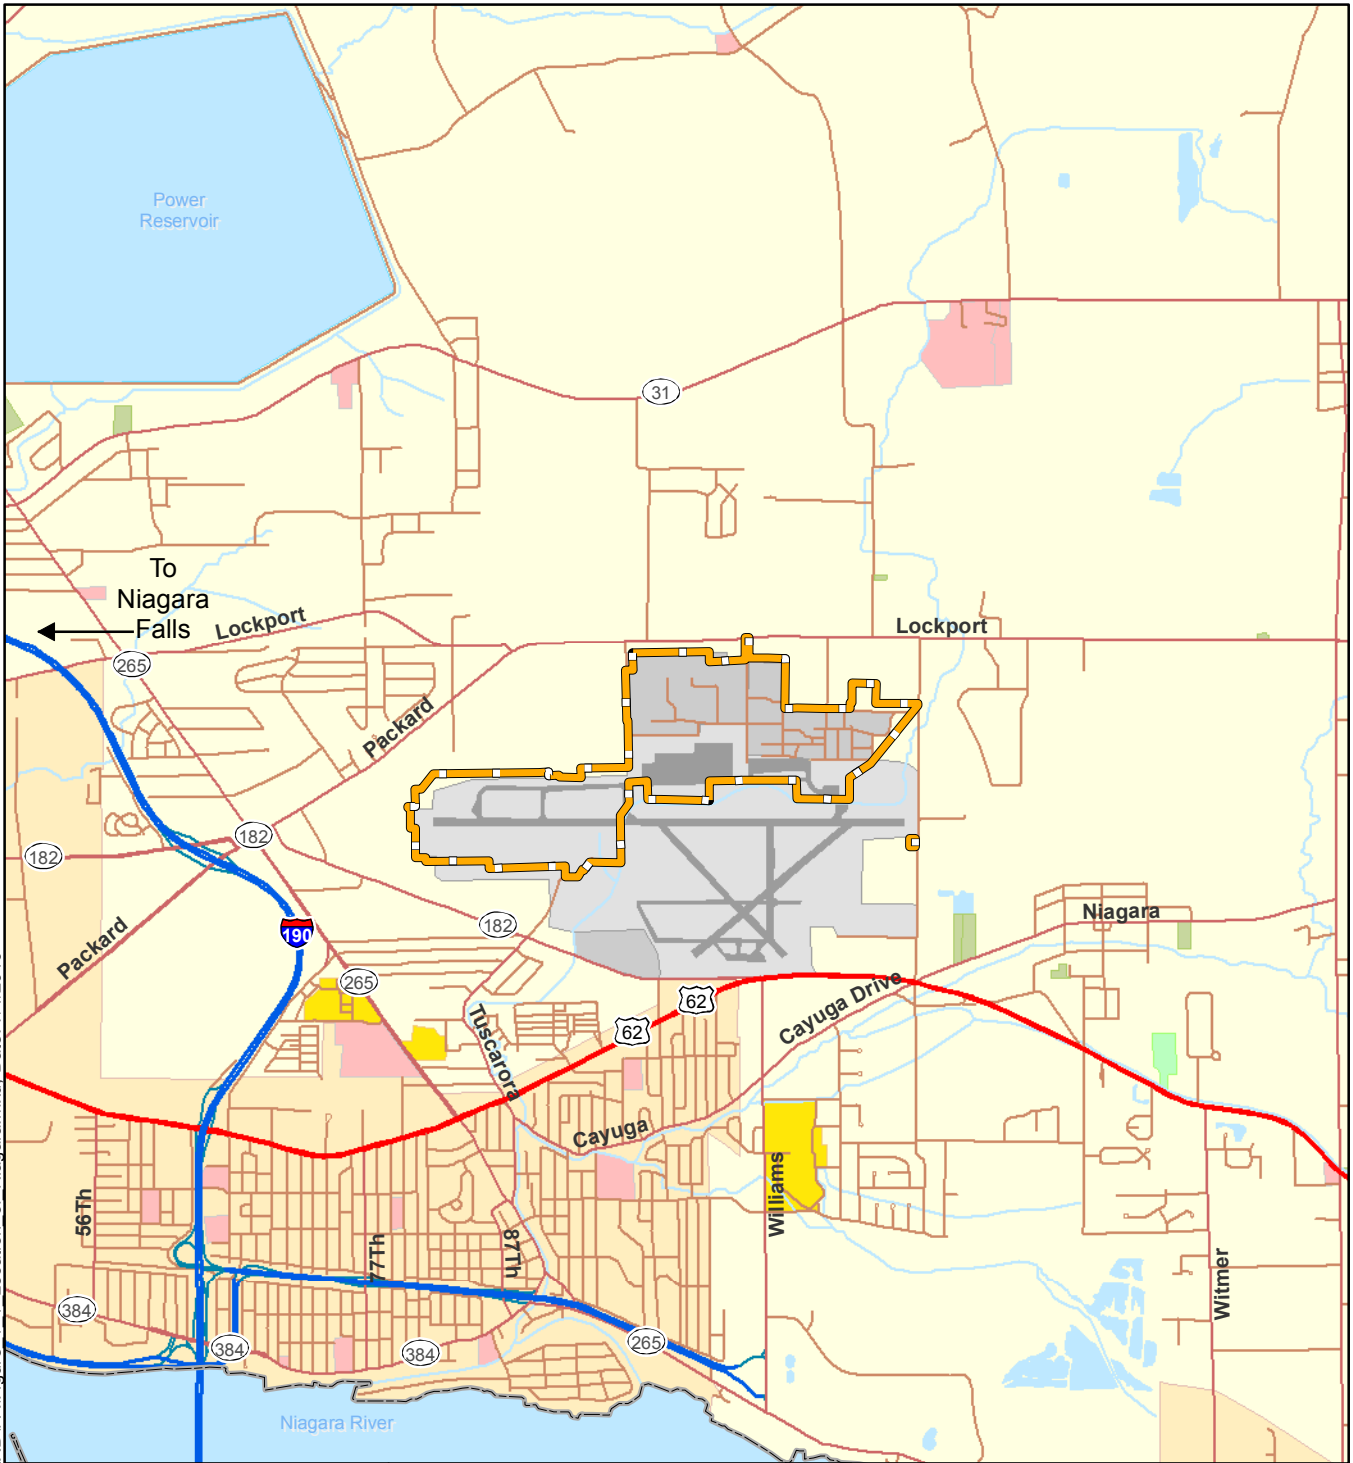 Power
Reservoir
31
To
Niagara
Falls
Lockport
Lockport
265
Packard
182
182
Niagara
182
190
Packard
265
62
Cayuga Drive
Tuscarora
62
Cayuga
Williams
56Th
77Th
87Th
Witmer
384
384
384
265
Niagara River